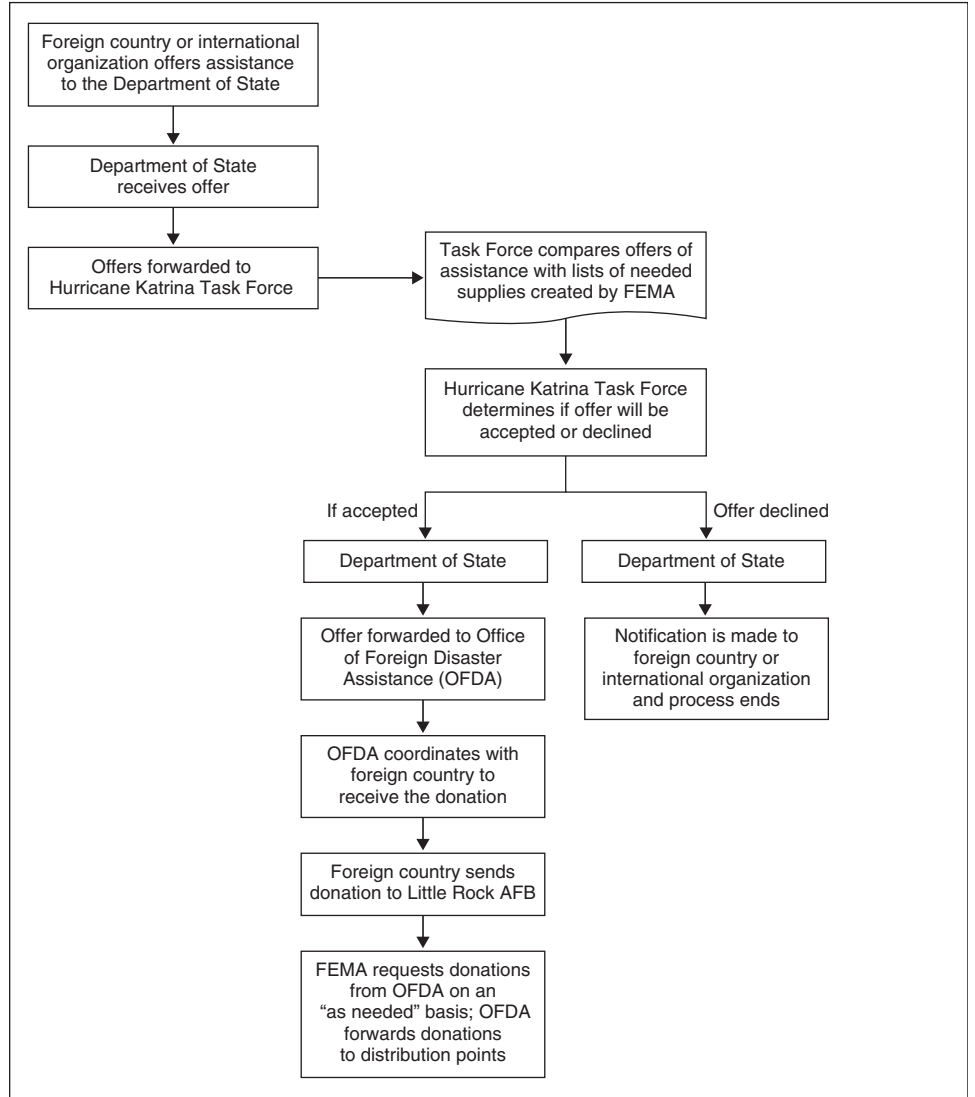 Foreign country or international
organization offers assistance
to the Department of State
Department of State
receives offer
Offers forwarded to
Hurricane Katrina Task Force
Task Force compares offers of
assistance with lists of needed
supplies created by FEMA
Hurricane Katrina Task Force
determines if offer will be
accepted or declined
If accepted
Department of State
Offer forwarded to Office
of Foreign Disaster
Assistance (OFDA)
OFDA coordinates with
foreign country to
receive the donation
Foreign country sends
donation to Little Rock AFB
FEMA requests donations
from OFDA on an
“as needed” basis; OFDA
forwards donations
to distribution points
Offer declined
Department of State
Notification is made to
foreign country or
international organization
and process ends